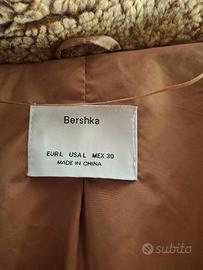 Bershka
EUR L USA L MEX 30
MADE IN CHINA
subito